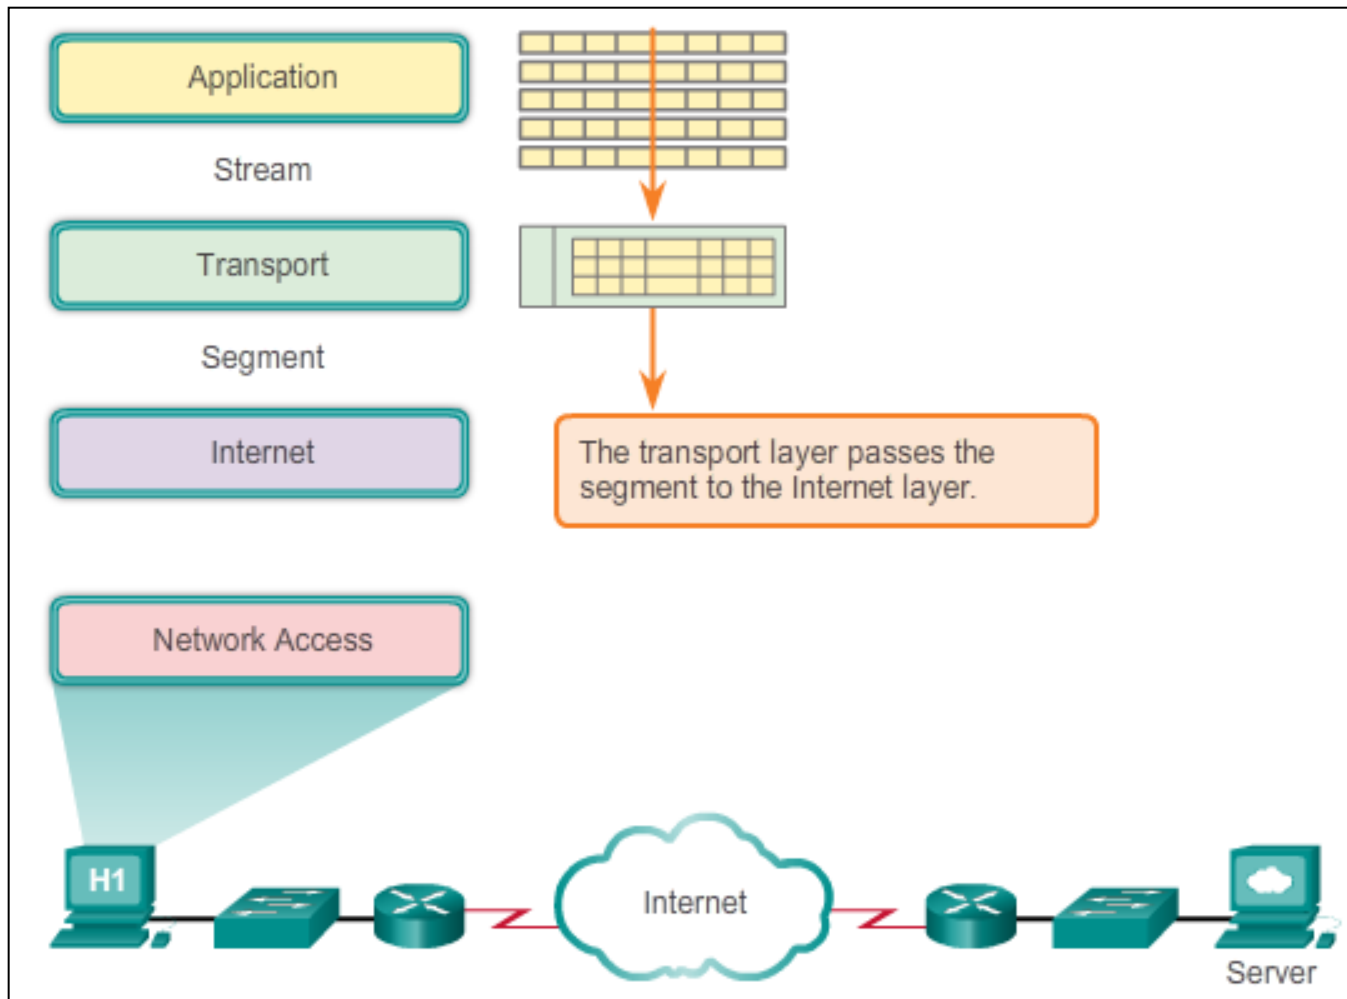 Application
Stream
Transport
Segment
Internet
The transport layer passes the
segment to the Internet layer.
Network Access
H1
Internet
Server